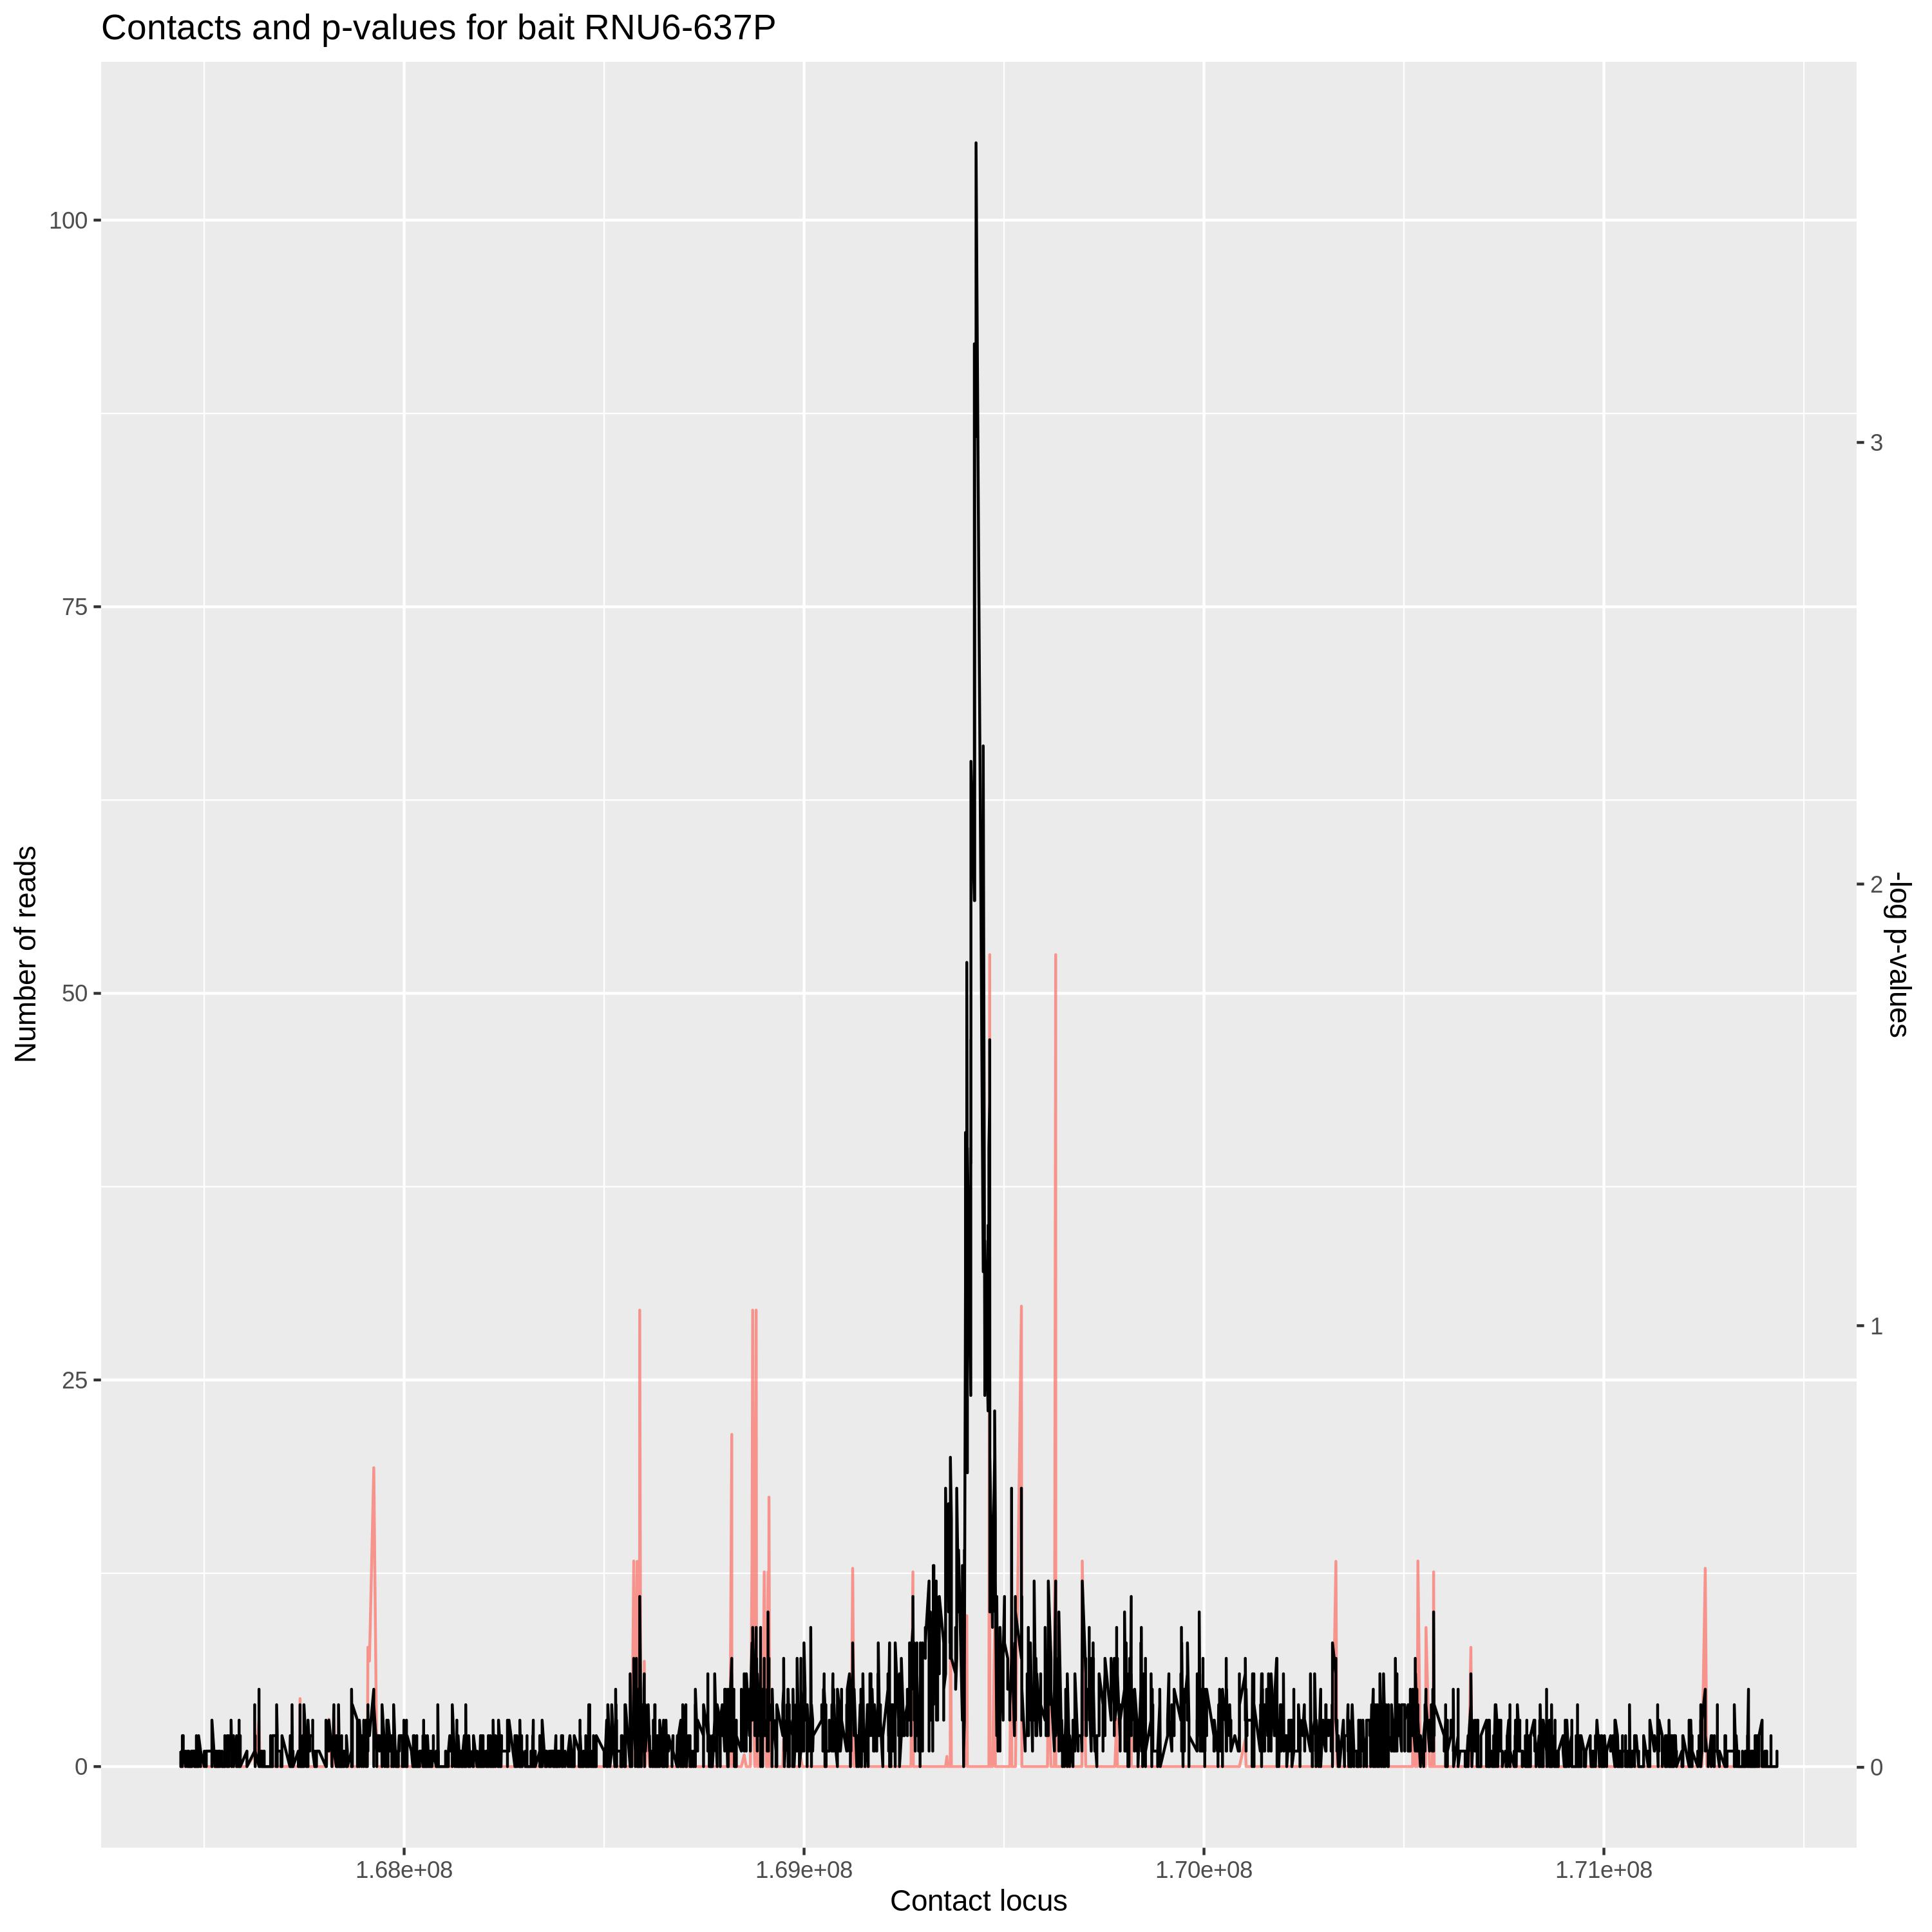 Contacts and p-values for bait RNU6-637P
100
75
50
25
0
Number of reads
3
2
1
0
-log p-values
1.68e+08
1.69e+08
1.70e+08
1.71e+08
Contact locus